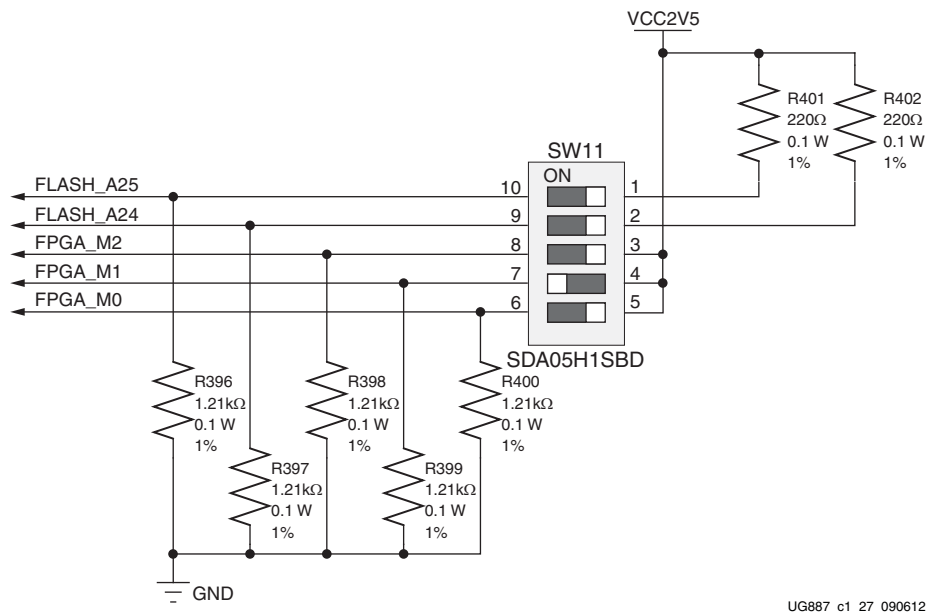 VCC2V5
R401
220Ω
0.1 W
1%
R402
220Ω
0.1 W
1%
SW11
ON
FLASH_A25
10
1
FLASH_A24
9
2
FPGA_M2
8
3
FPGA_M1
7
4
FPGA_M0
6
5
SDA05H1SBD
R396
1.21kΩ
0.1 W
1%
R398
1.21kΩ
0.1 W
1%
R400
1.21kΩ
0.1 W
1%
R397
1.21kΩ
0.1 W
1%
R399
1.21kΩ
0.1 W
1%
GND
UG887_c1_27_090612